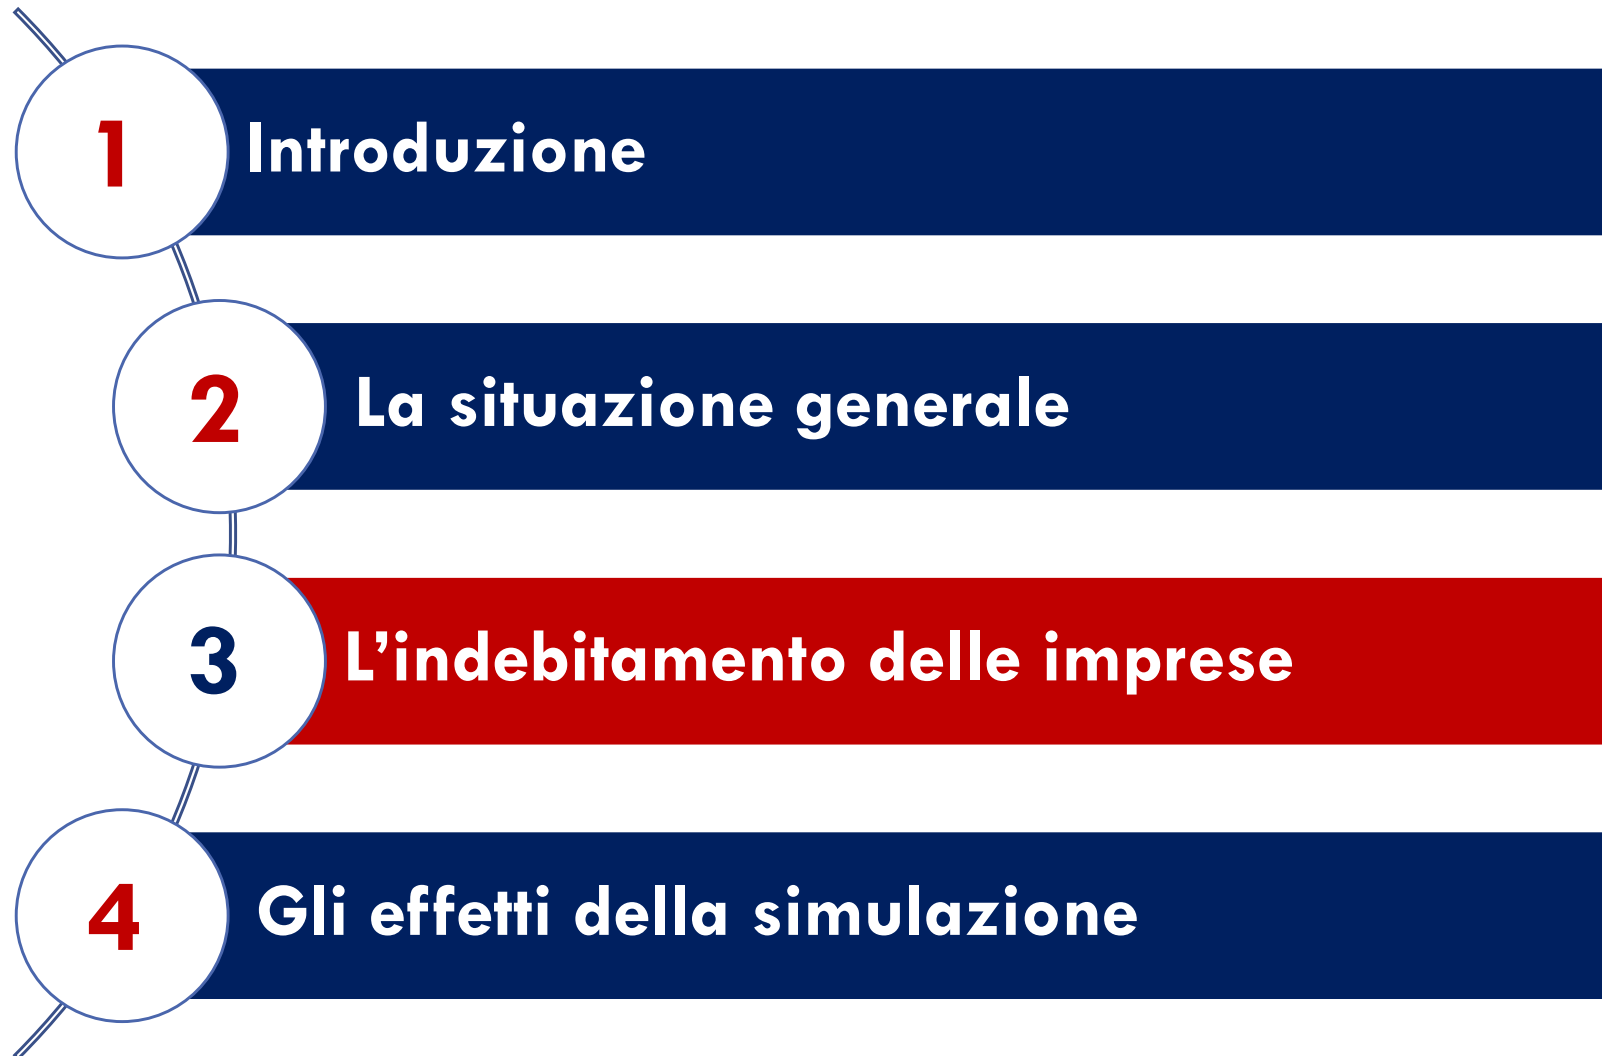 1 Introduzione
2 La situazione generale
3 L’indebitamento delle imprese
4 Gli effetti della simulazione